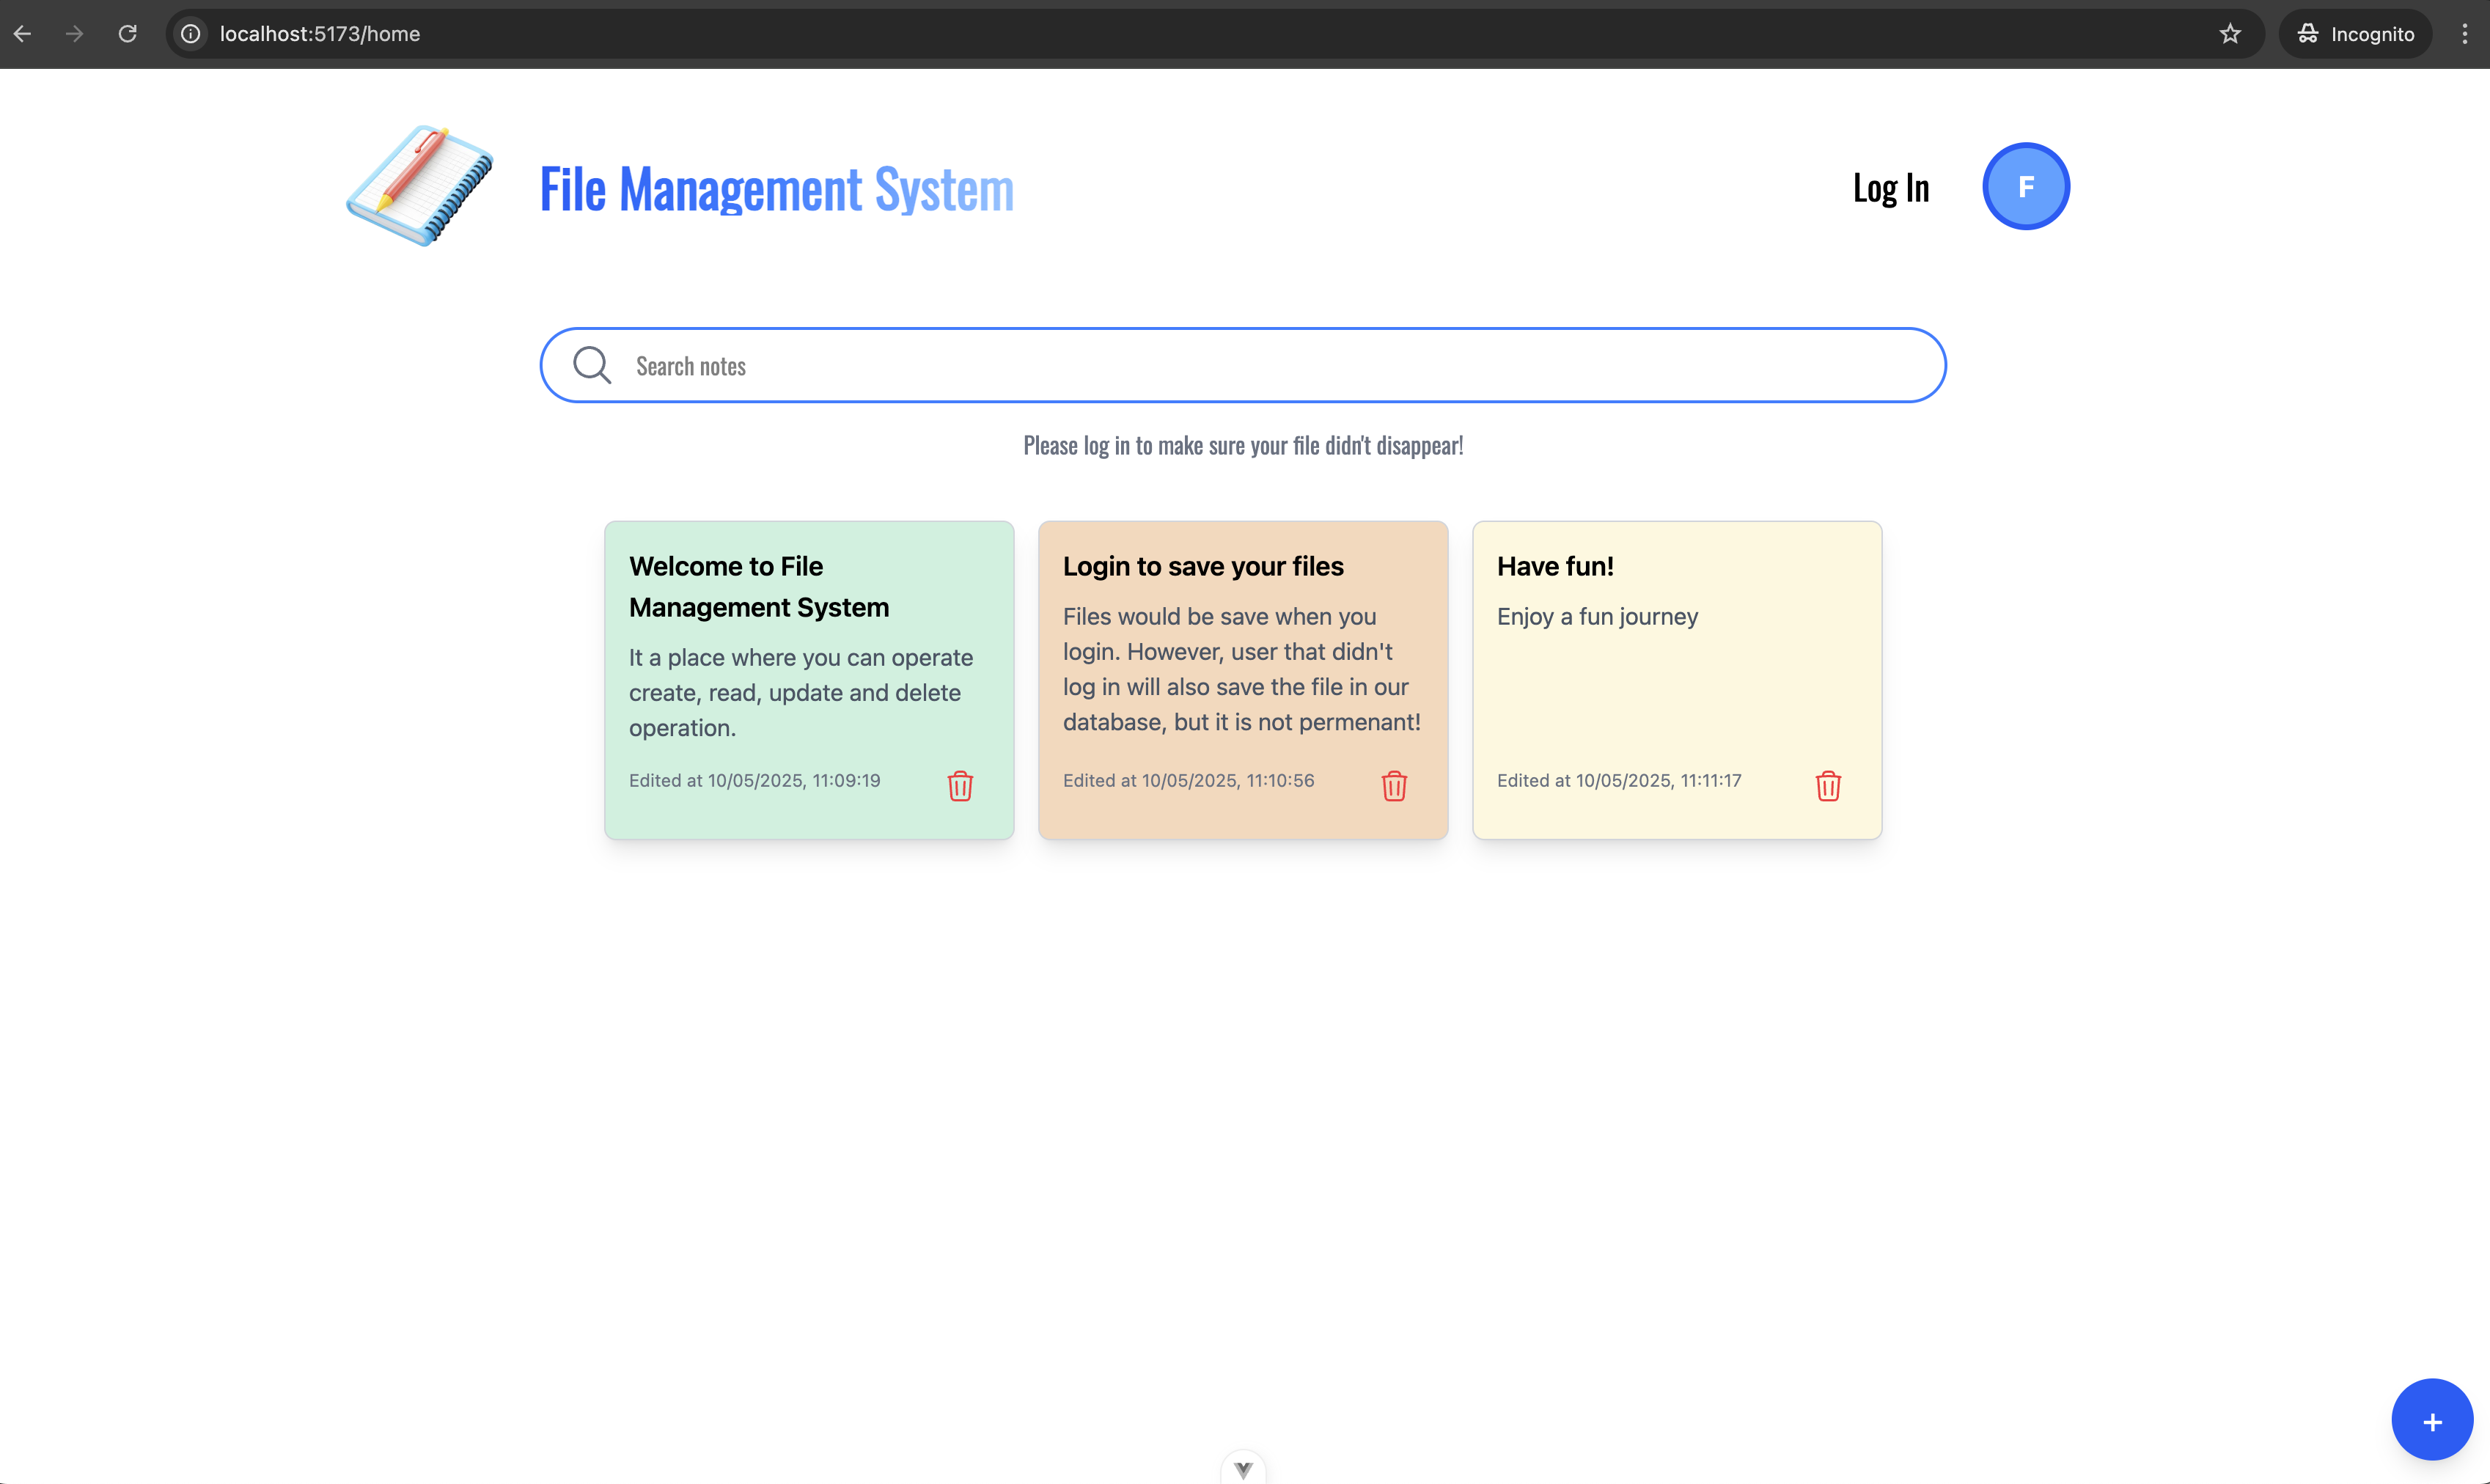 localhost:5173/home
Incognito
File Management System
Log In
F
Search notes
Please log in to make sure your file didn't disappear!
Welcome to File
Management System
It a place where you can operate
create, read, update and delete
operation.
Edited at 10/05/2025, 11:09:19
Login to save your files
Files would be save when you
login. However, user that didn't
log in will also save the file in our
database, but it is not permenant!
Edited at 10/05/2025, 11:10:56
Have fun!
Enjoy a fun journey
Edited at 10/05/2025, 11:11:17
+